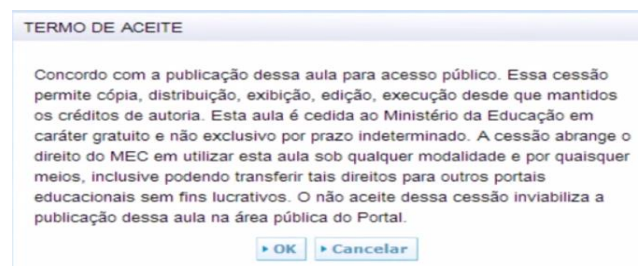 TERMO DE ACEITE
Concordo com a publicação dessa aula para acesso público. Essa cessão
permite cópia, distribuição, exibição, edição, execução desde que mantidos
os créditos de autoria. Esta aula é cedida ao Ministério da Educação em
caráter gratuito e não exclusivo por prazo indeterminado. A cessão abrange o
direito do MEC em utilizar esta aula sob qualquer modalidade e por quaisquer
meios, inclusive podendo transferir tais direitos para outros portais
educacionais sem fins lucrativos. O não aceite dessa cessão inviabiliza a
publicação dessa aula na área pública do Portal.
OK Cancelar